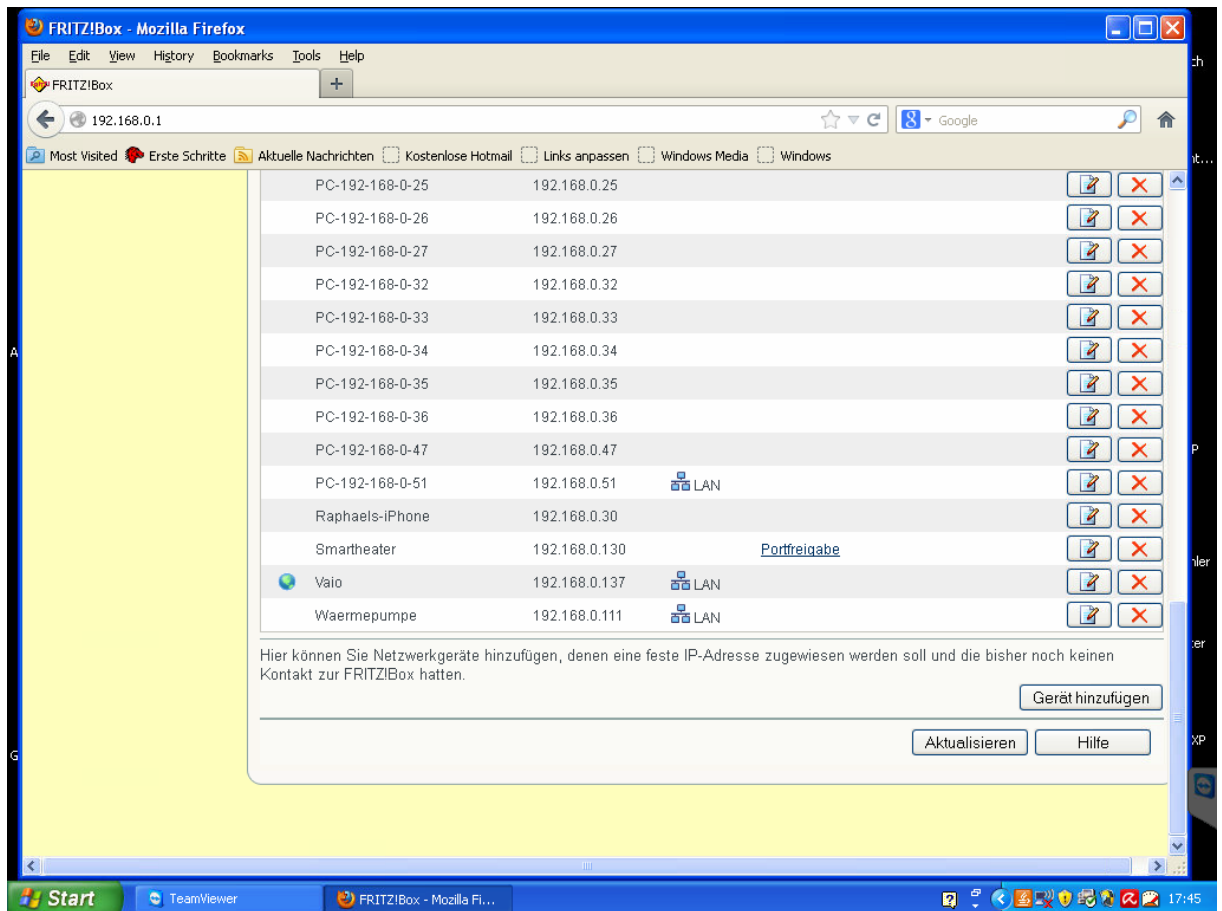 FRITZ!Box - Mozilla Firefox
File Edit View History Bookmarks Tools Help
FRITZ!Box
192.168.0.1 Google
Most Visited Erste Schritte Aktuelle Nachrichten Kostenlose Hotmail Links anpassen Windows Media Windows
PC-192-168-0-25 192.168.0.25
PC-192-168-0-26 192.168.0.26
PC-192-168-0-27 192.168.0.27
PC-192-168-0-32 192.168.0.32
PC-192-168-0-33 192.168.0.33
PC-192-168-0-34 192.168.0.34
PC-192-168-0-35 192.168.0.35
PC-192-168-0-36 192.168.0.36
PC-192-168-0-47 192.168.0.47
PC-192-168-0-51 192.168.0.51 LAN
Raphaels-iPhone 192.168.0.30
Smartheater 192.168.0.130 Portfreigabe
Vaio 192.168.0.137 LAN
Waermepumpe 192.168.0.111 LAN
Hier können Sie Netzwerkgeräte hinzufügen, denen eine feste IP-Adresse zugewiesen werden soll und die bisher noch keinen
Kontakt zur FRITZ!Box hatten.
Gerät hinzufügen
Aktualisieren Hilfe
XP
Start TeamViewer FRITZ!Box - Mozilla Fi... 17:45